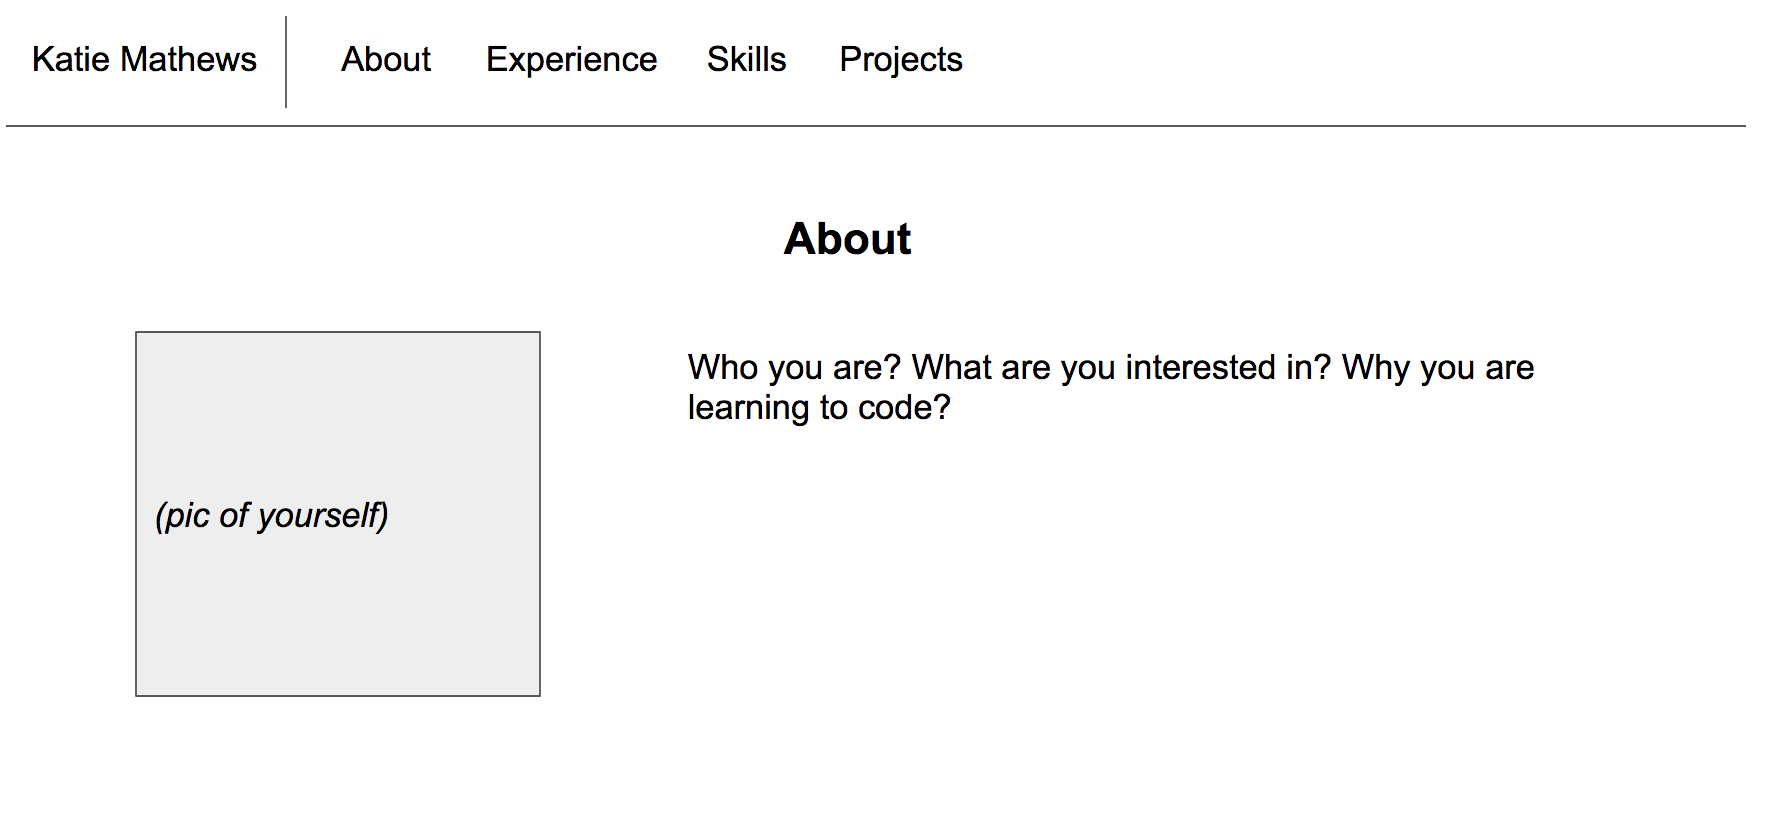 Katie Mathews About Experience Skills Projects
About
Who you are? What are you interested in? Why you are
learning to code?
(pic of yourself)